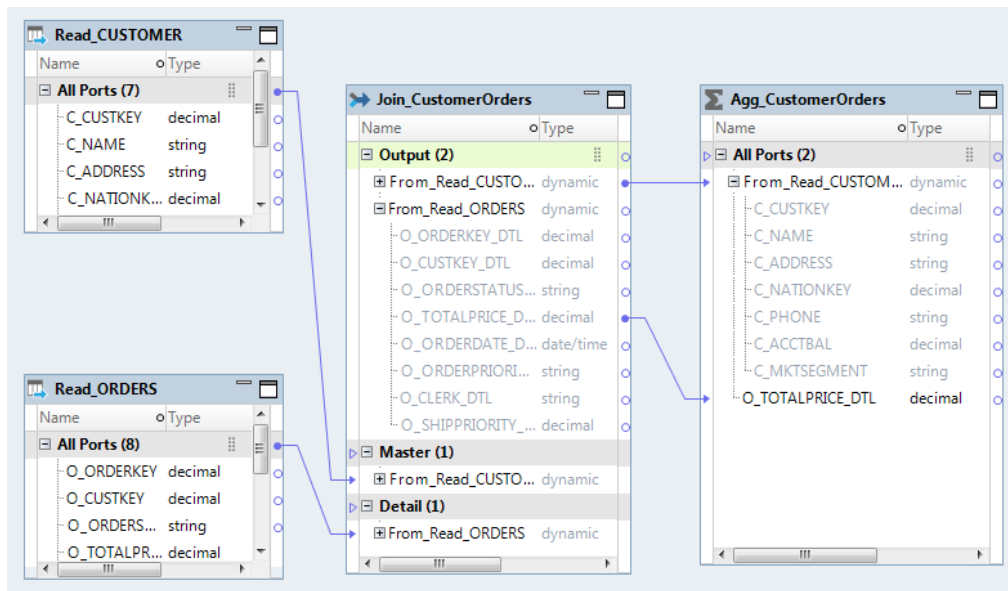 Read_CUSTOMER
Name Type
All Ports (7)
C_CUSTKEY decimal
C_NAME string
C_ADDRESS string
C_NATIONK... decimal
Join_CustomerOrders
Name Type
Output (2)
From_Read_CUSTO... dynamic
From_Read_ORDERS dynamic
O_ORDERKEY_DTL decimal
O_CUSTKEY_DTL decimal
O_ORDERSTATUS... string
O_TOTALPRICE_D... decimal
O_ORDERDATE_D... date/time
O_ORDERPRIORI... string
O_CLERK_DTL string
O_SHIPPRIORITY_... decimal
Master (1)
From_Read_CUSTO... dynamic
Detail (1)
From_Read_ORDERS dynamic
Agg_CustomerOrders
Name Type
All Ports (2)
From_Read_CUSTOM... dynamic
C_CUSTKEY decimal
C_NAME string
C_ADDRESS string
C_NATIONKEY decimal
C_PHONE string
C_ACCTBAL decimal
C_MKTSEGMENT string
O_TOTALPRICE_DTL decimal
Read_ORDERS
Name Type
All Ports (8)
O_ORDERKEY decimal
O_CUSTKEY decimal
O_ORDERS... string
O_TOTALPR... decimal